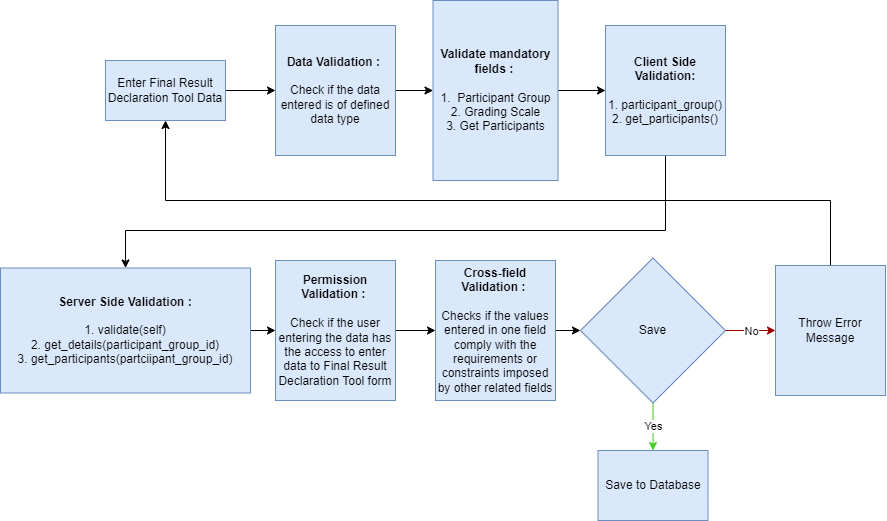 Enter Final Result
Declaration Tool Data
Data Validation :
Check if the data
entered is of defined
data type
Validate mandatory
fields :
1. Participant Group
2. Grading Scale
3. Get Participants
Client Side
Validation:
1. participant_group()
2. get_participants()
Server Side Validation :
1. validate(self)
2. get_details(participant_group_id)
3. get_participants(partciipant_group_id)
Permission
Validation :
Check if the user
entering the data has
the access to enter
data to Final Result
Declaration Tool form
Cross-field
Validation :
Checks if the values
entered in one field
comply with the
requirements or
constraints imposed
by other related fields
Save
No
Throw Error
Message
Yes
Save to Database